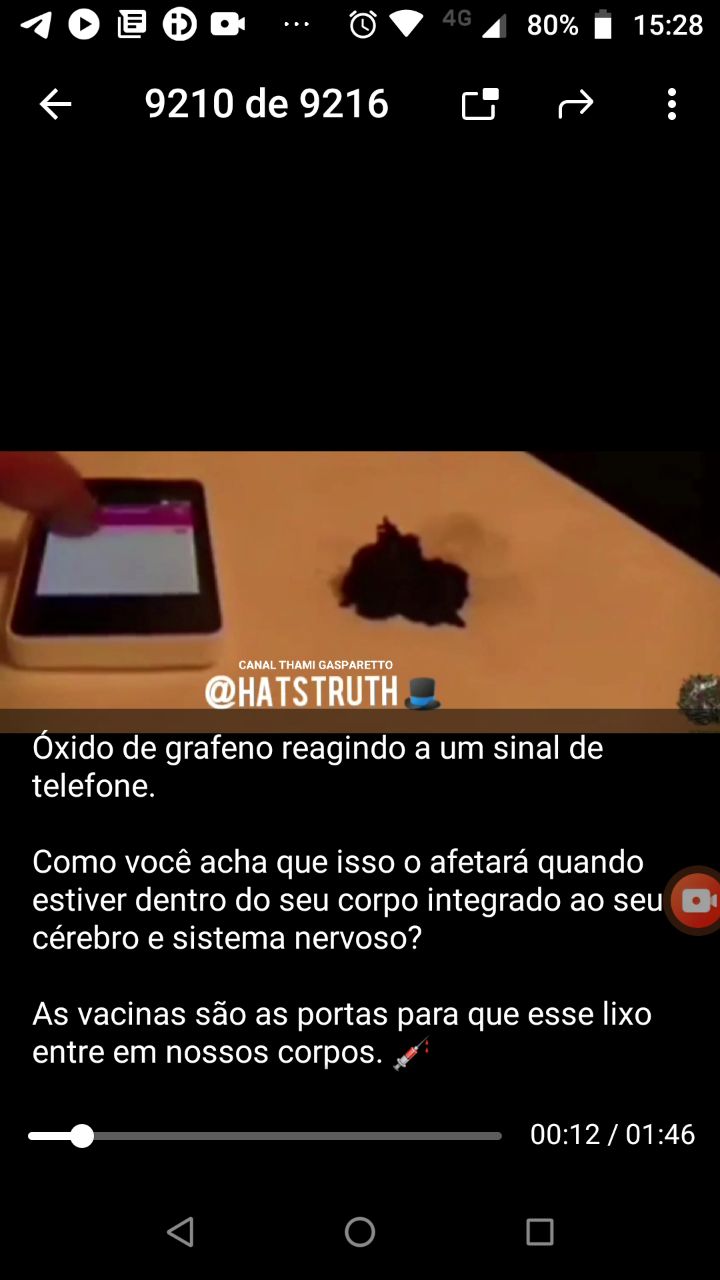 4G 80% 15:28
9210 de 9216
CANAL THAMI GASPARETTO
@HATSTRUTH
Óxido de grafeno reagindo a um sinal de
telefone.
Como você acha que isso o afetará quando
estiver dentro do seu corpo integrado ao seu
cérebro e sistema nervoso?
As vacinas são as portas para que esse lixo
entre em nossos corpos.
00:12 / 01:46